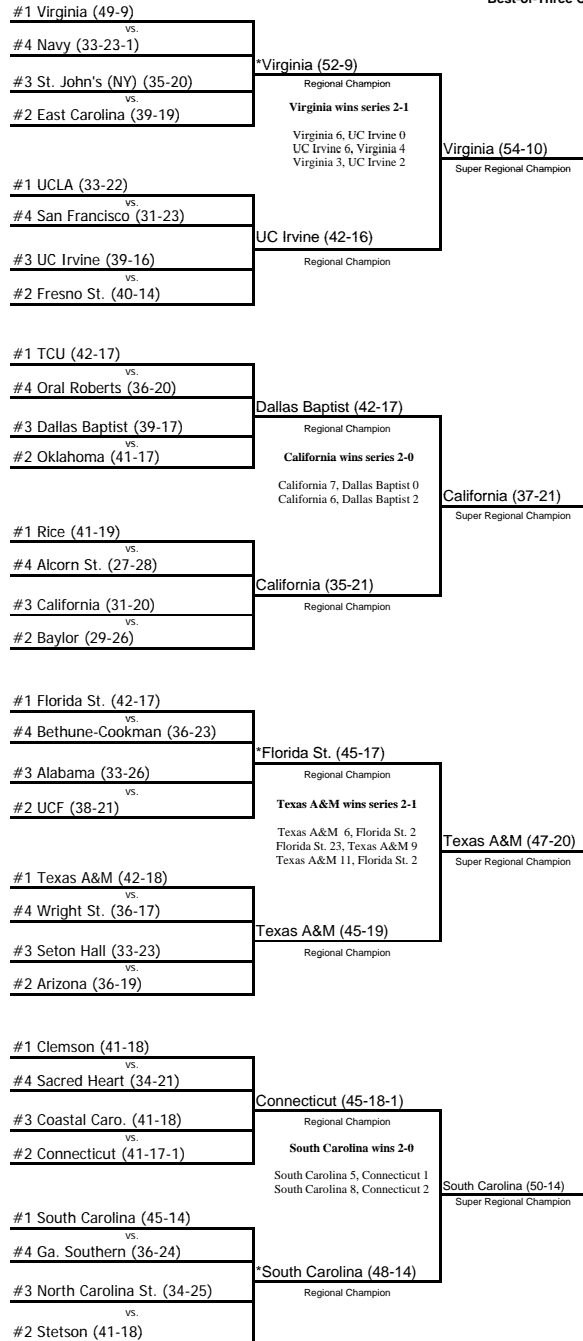 Best-of-Three
#1 Virginia (49-9)
vs.
#4 Navy (33-23-1)
#3 St. John's (NY) (35-20)
vs.
#2 East Carolina (39-19)
*Virginia (52-9)
Regional Champion
Virginia wins series 2-1
Virginia 6, UC Irvine 0
UC Irvine 6, Virginia 4
Virginia 3, UC Irvine 2
Virginia (54-10)
Super Regional Champion
#1 UCLA (33-22)
vs.
#4 San Francisco (31-23)
#3 UC Irvine (39-16)
vs.
#2 Fresno St. (40-14)
UC Irvine (42-16)
Regional Champion
#1 TCU (42-17)
vs.
#4 Oral Roberts (36-20)
#3 Dallas Baptist (39-17)
vs.
#2 Oklahoma (41-17)
Dallas Baptist (42-17)
Regional Champion
California wins series 2-0
California 7, Dallas Baptist 0
California 6, Dallas Baptist 2
California (37-21)
Super Regional Champion
#1 Rice (41-19)
vs.
#4 Alcorn St. (27-28)
#3 California (31-20)
vs.
#2 Baylor (29-26)
California (35-21)
Regional Champion
#1 Florida St. (42-17)
vs.
#4 Bethune-Cookman (36-23)
#3 Alabama (33-26)
vs.
#2 UCF (38-21)
*Florida St. (45-17)
Regional Champion
Texas A&M wins series 2-1
Texas A&M 6, Florida St. 2
Florida St. 23, Texas A&M 9
Texas A&M 11, Florida St. 2
Texas A&M (47-20)
Super Regional Champion
#1 Texas A&M (42-18)
vs.
#4 Wright St. (36-17)
#3 Seton Hall (33-23)
vs.
#2 Arizona (36-19)
Texas A&M (45-19)
Regional Champion
#1 Clemson (41-18)
vs.
#4 Sacred Heart (34-21)
#3 Coastal Caro. (41-18)
vs.
#2 Connecticut (41-17-1)
Connecticut (45-18-1)
Regional Champion
South Carolina wins 2-0
South Carolina 5, Connecticut 1
South Carolina 8, Connecticut 2
South Carolina (50-14)
Super Regional Champion
#1 South Carolina (45-14)
vs.
#4 Ga. Southern (36-24)
#3 North Carolina St. (34-25)
vs.
#2 Stetson (41-18)
*South Carolina (48-14)
Regional Champion